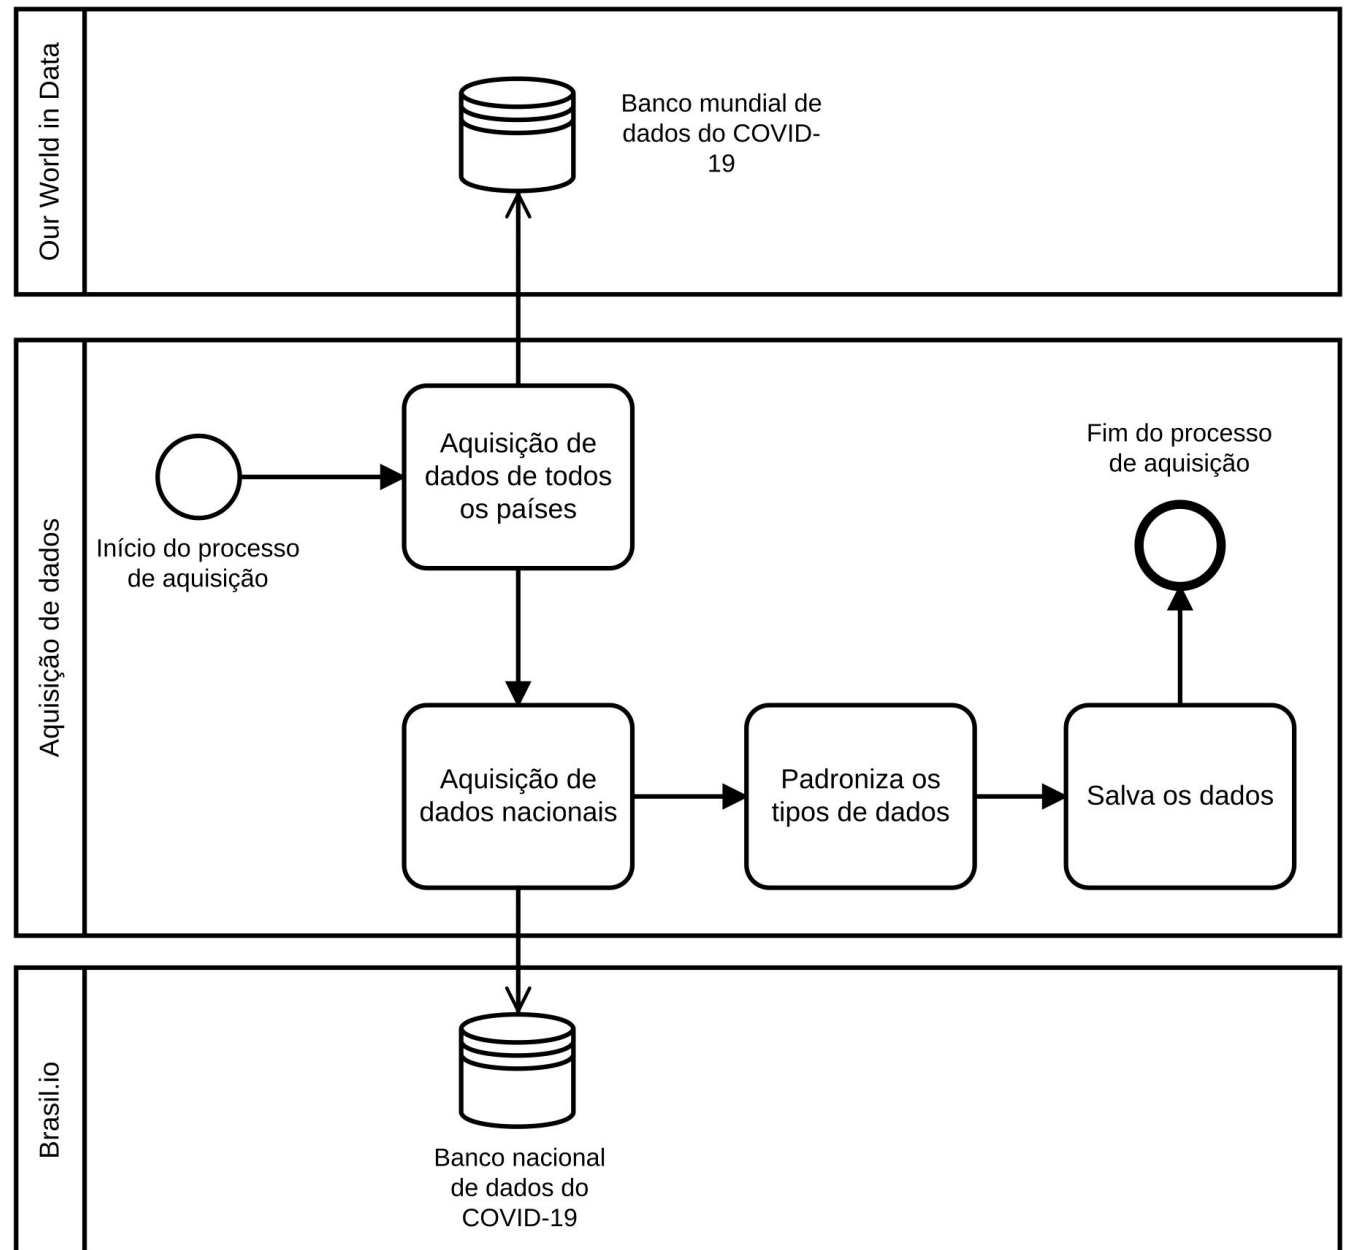 Our World in Data
Banco mundial de
dados do COVID-
19
Aquisição de dados
Início do processo
de aquisição
Aquisição de
dados de todos
os países
Fim do processo
de aquisição
Aquisição de
dados nacionais
Padroniza os
tipos de dados
Salva os dados
Brasil.io
Banco nacional
de dados do
COVID-19